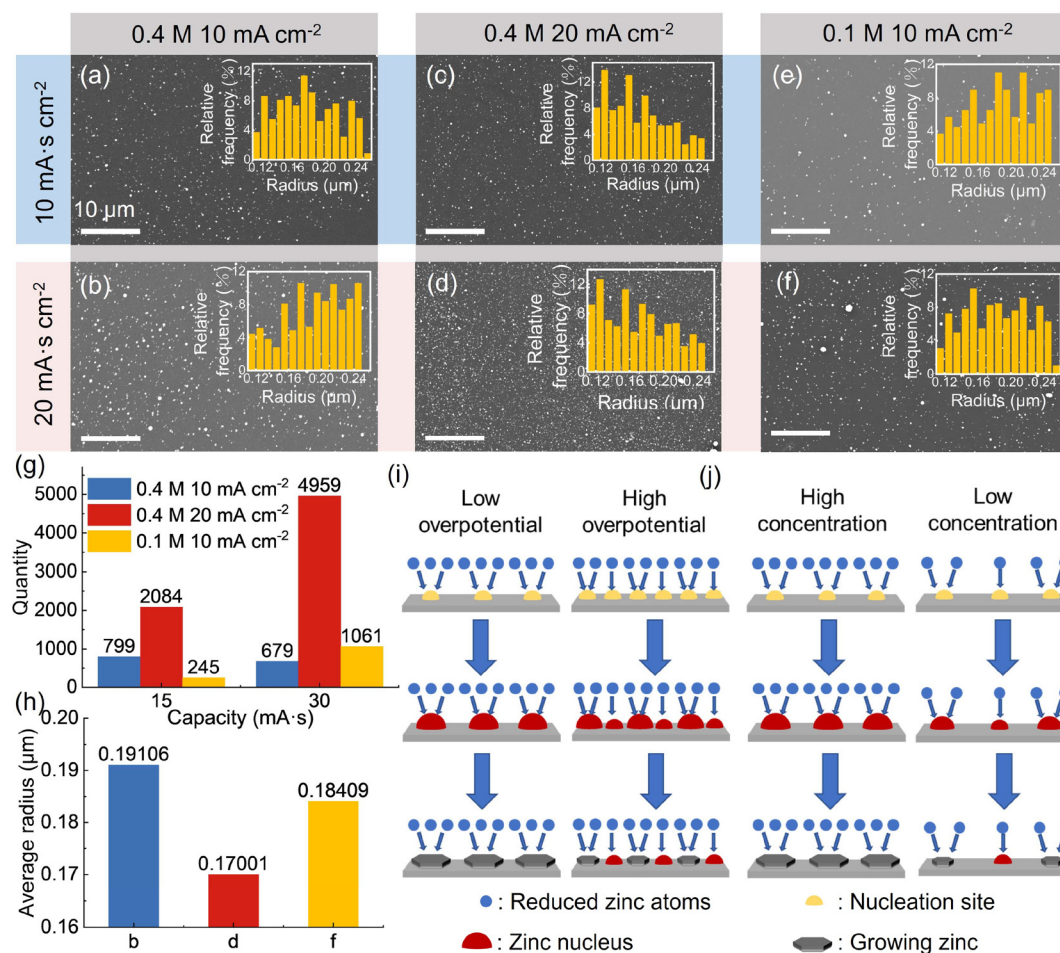 0.4 M 10 mA cm⁻²
0.4 M 20 mA cm⁻²
0.1 M 10 mA cm⁻²
10 mA·s cm⁻²
(a)
Relative
frequency (%)
12
8
4
0
0.12 0.16 0.20 0.24
Radius (μm)
10 μm
(c)
Relative
frequency (%)
12
8
4
0
0.12 0.16 0.20 0.24
Radius (μm)
(e)
Relative
frequency (%)
12
8
4
0
0.12 0.16 0.20 0.24
Radius (μm)
20 mA·s cm⁻²
(b)
Relative
frequency (%)
12
8
4
0
0.12 0.16 0.20 0.24
Radius (μm)
(d)
Relative
frequency (%)
12
8
4
0
0.12 0.16 0.20 0.24
Radius (μm)
(f)
Relative
frequency (%)
12
8
4
0
0.12 0.16 0.20 0.24
Radius (μm)
(g)
Quantity
5000
4000
3000
2000
1000
0
0.4 M 10 mA cm⁻²
0.4 M 20 mA cm⁻²
0.1 M 10 mA cm⁻²
799
2084
245
679
4959
1061
15
30
Capacity (mA·s)
(h)
Average radius (μm)
0.20
0.19
0.18
0.17
0.16
0.19106
0.17001
0.18409
b
d
f
(i)
Low
overpotential
High
overpotential
(j)
High
concentration
Low
concentration
: Reduced zinc atoms
: Nucleation site
: Zinc nucleus
: Growing zinc